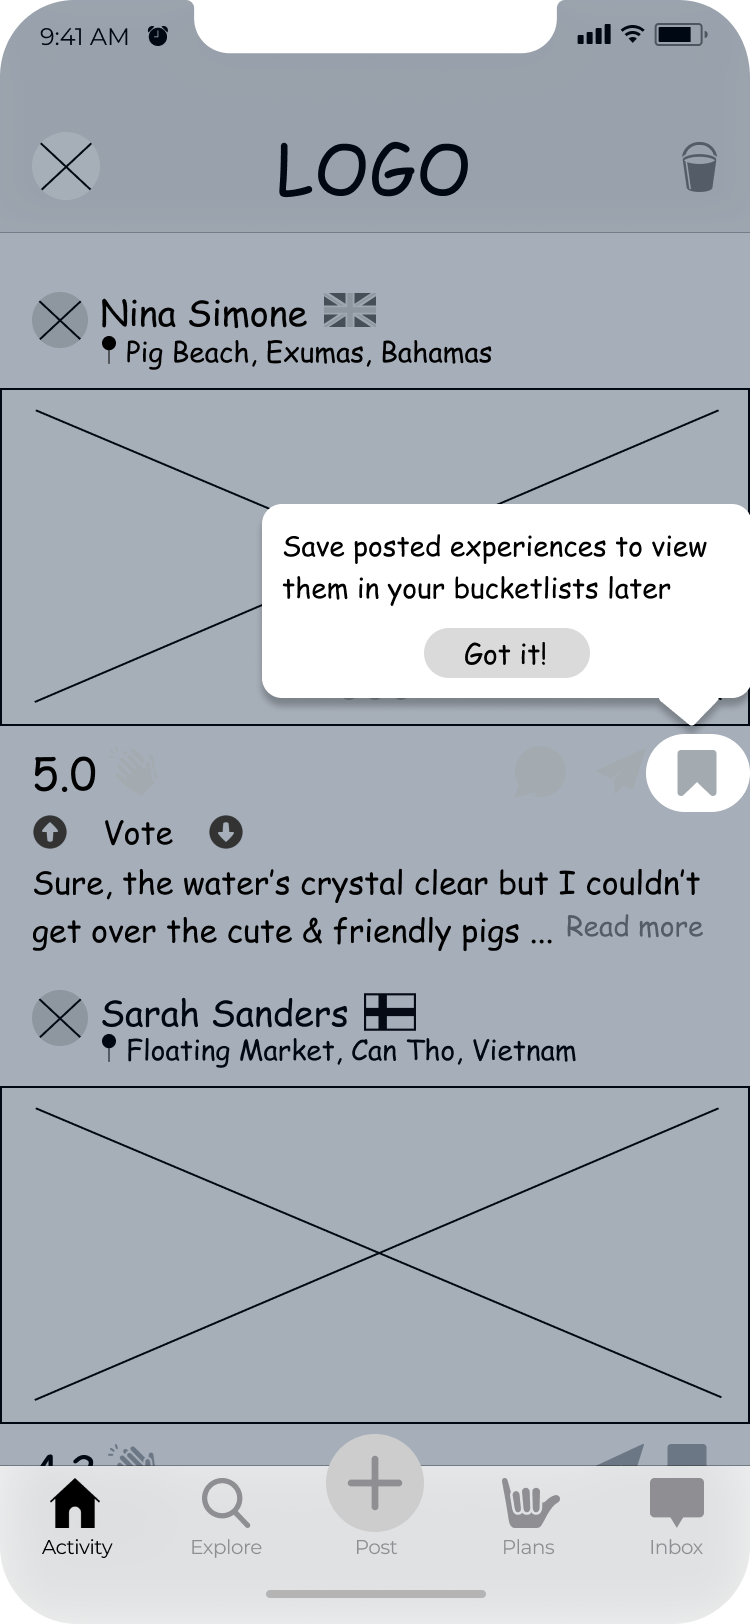 9:41 AM
LOGO
Nina Simone
Pig Beach, Exumas, Bahamas
Save posted experiences to view
them in your bucketlists later
Got it!
5.0
Vote
Sure, the water's crystal clear but I couldn't
get over the cute & friendly pigs ... Read more
Sarah Sanders
Floating Market, Can Tho, Vietnam
Activity
Explore
Post
Plans
Inbox